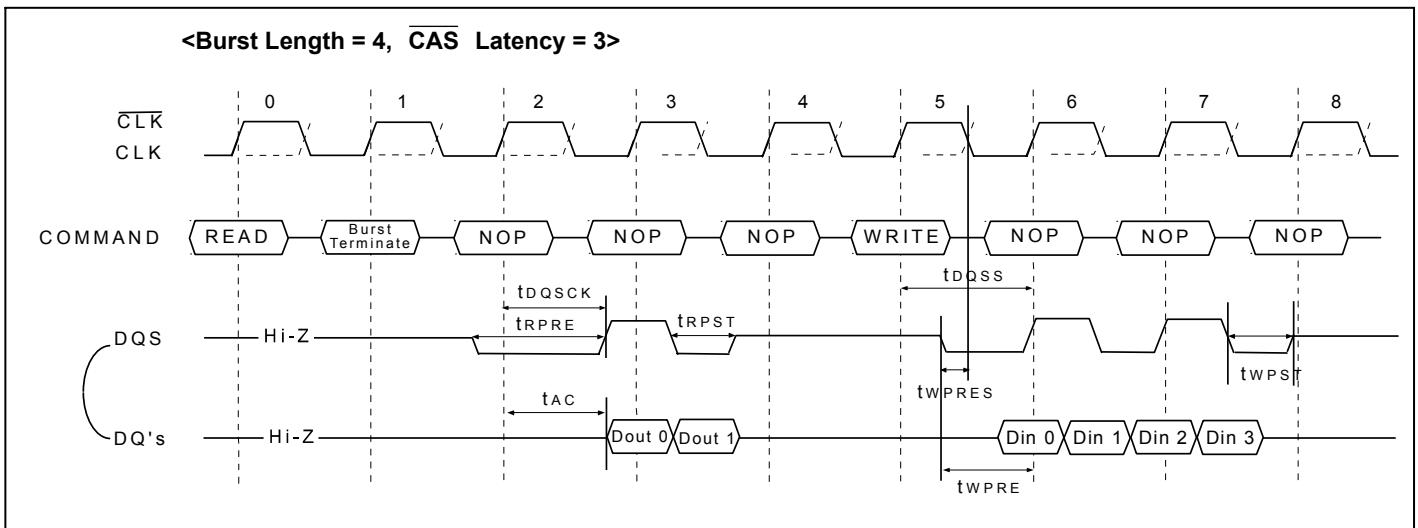 <Burst Length = 4, CAS Latency = 3>
0 1 2 3 4 5 6 7 8
CLK
CLK
COMMAND READ Burst Terminate NOP NOP NOP WRITE NOP NOP NOP
tDQSS
tDQSCK
tRPRE tRPST
DQS Hi-Z
tWPRES tWPST
tAC
DQ's Hi-Z Dout 0 Dout 1 Din 0 Din 1 Din 2 Din 3
tWPRE